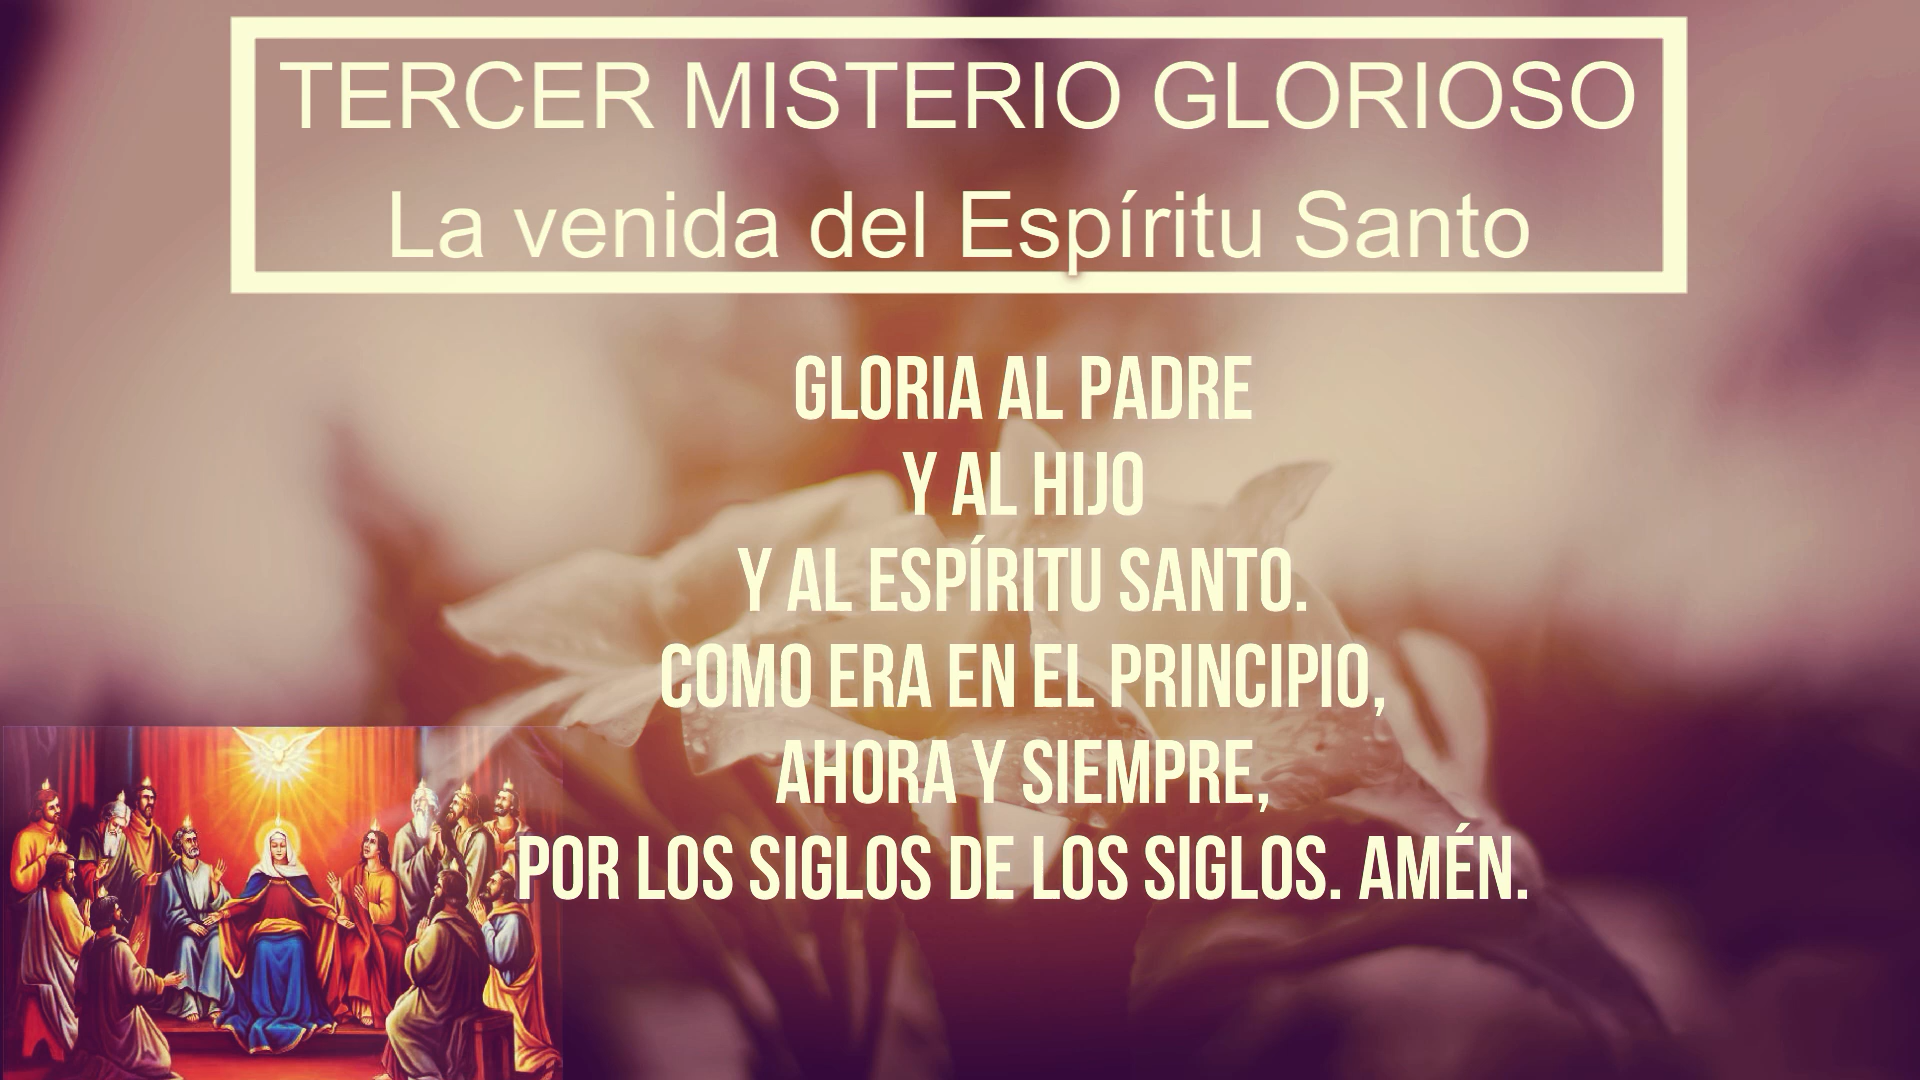 TERCER MISTERIO GLORIOSO
La venida del Espíritu Santo
GLORIA AL PADRE
Y AL HIJO
Y AL ESPÍRITU SANTO.
COMO ERA EN EL PRINCIPIO,
AHORA Y SIEMPRE,
POR LOS SIGLOS DE LOS SIGLOS. AMÉN.